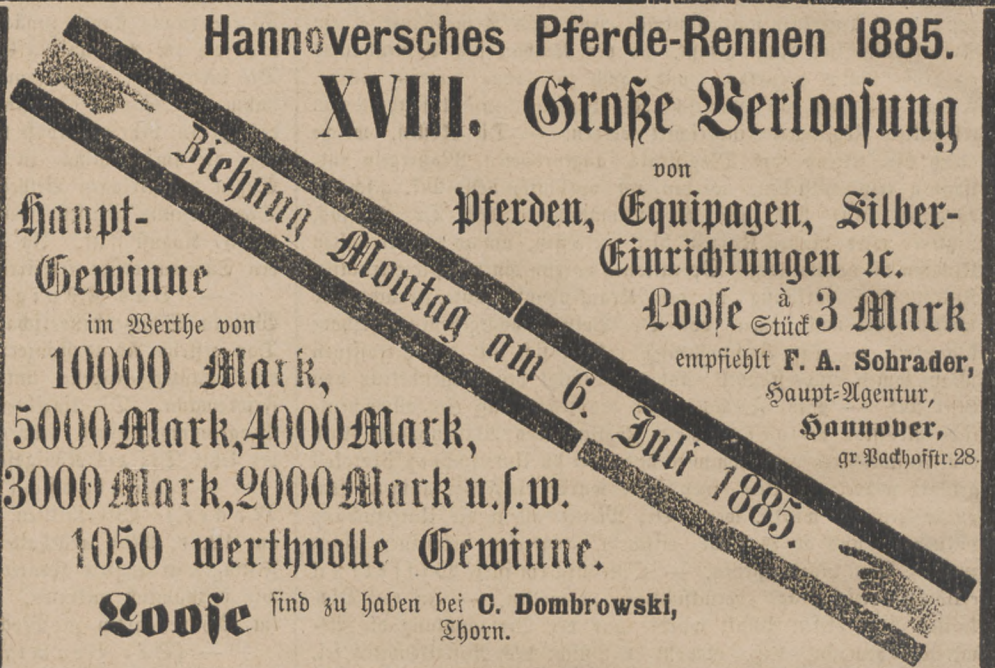 Hannoversches Pferde-Rennen 1885.
XVIII. Große Verloosung
von
Pferden, Equipagen, Silber-
Einrichtungen ꝛc.
Loose à Stück 3 Mark
empfiehlt F. A. Schrader,
Haupt-Agentur,
Hannover,
gr. Packhofstr. 28.
Ziehung Montag am 6. Juli 1885.
Haupt-
Gewinne
im Werthe von
10000 Mark,
5000 Mark, 4000 Mark,
3000 Mark, 2000 Mark u.s.w.
1050 werthvolle Gewinne.
Loose sind zu haben bei C. Dombrowski,
Thorn.